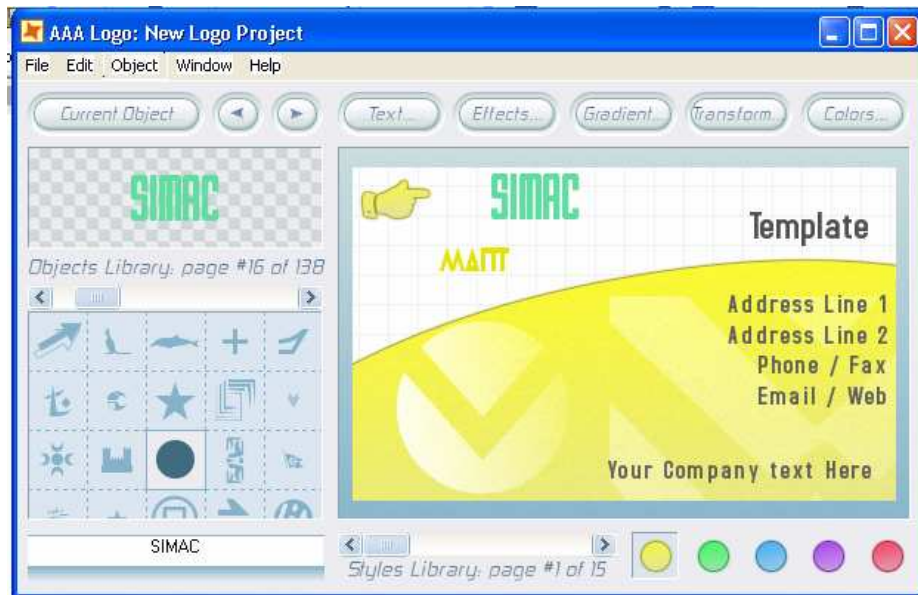 AAA Logo: New Logo Project
File Edit Object Window Help
Current Object Text... Effects... Gradient... Transform... Colors...
SIMAC
SIMAC
Template
MATT
Objects Library: page #16 of 138
Address Line 1
Address Line 2
Phone / Fax
Email / Web
Your Company text Here
SIMAC
Styles Library: page #1 of 15